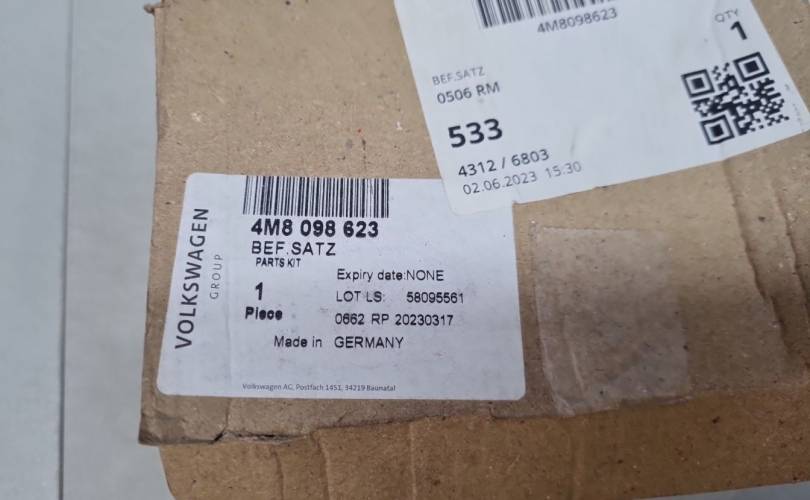 4M8098623
QTY
1
BEF.SATZ
0506 RM
533
4312 / 6803
02.06.2023 15:30
VOLKSWAGEN
GROUP
4M8 098 623
BEF.SATZ
PARTS KIT
Expiry date:NONE
1
LOT LS: 58095561
Piece
0662 RP 20230317
Made in GERMANY
Volkswagen AG, Postfach 1451, 34219 Baunatal